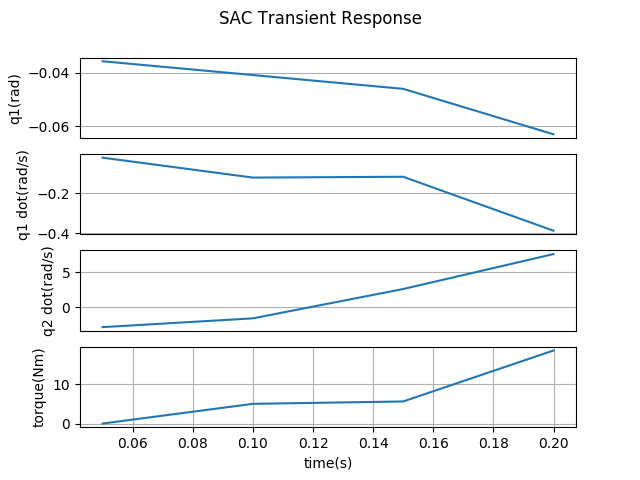 SAC Transient Response
q1(rad)
−0.04
−0.06
q1 dot(rad/s)
−0.2
−0.4
q2 dot(rad/s)
5
0
torque(Nm)
10
0
0.06 0.08 0.10 0.12 0.14 0.16 0.18 0.20
time(s)